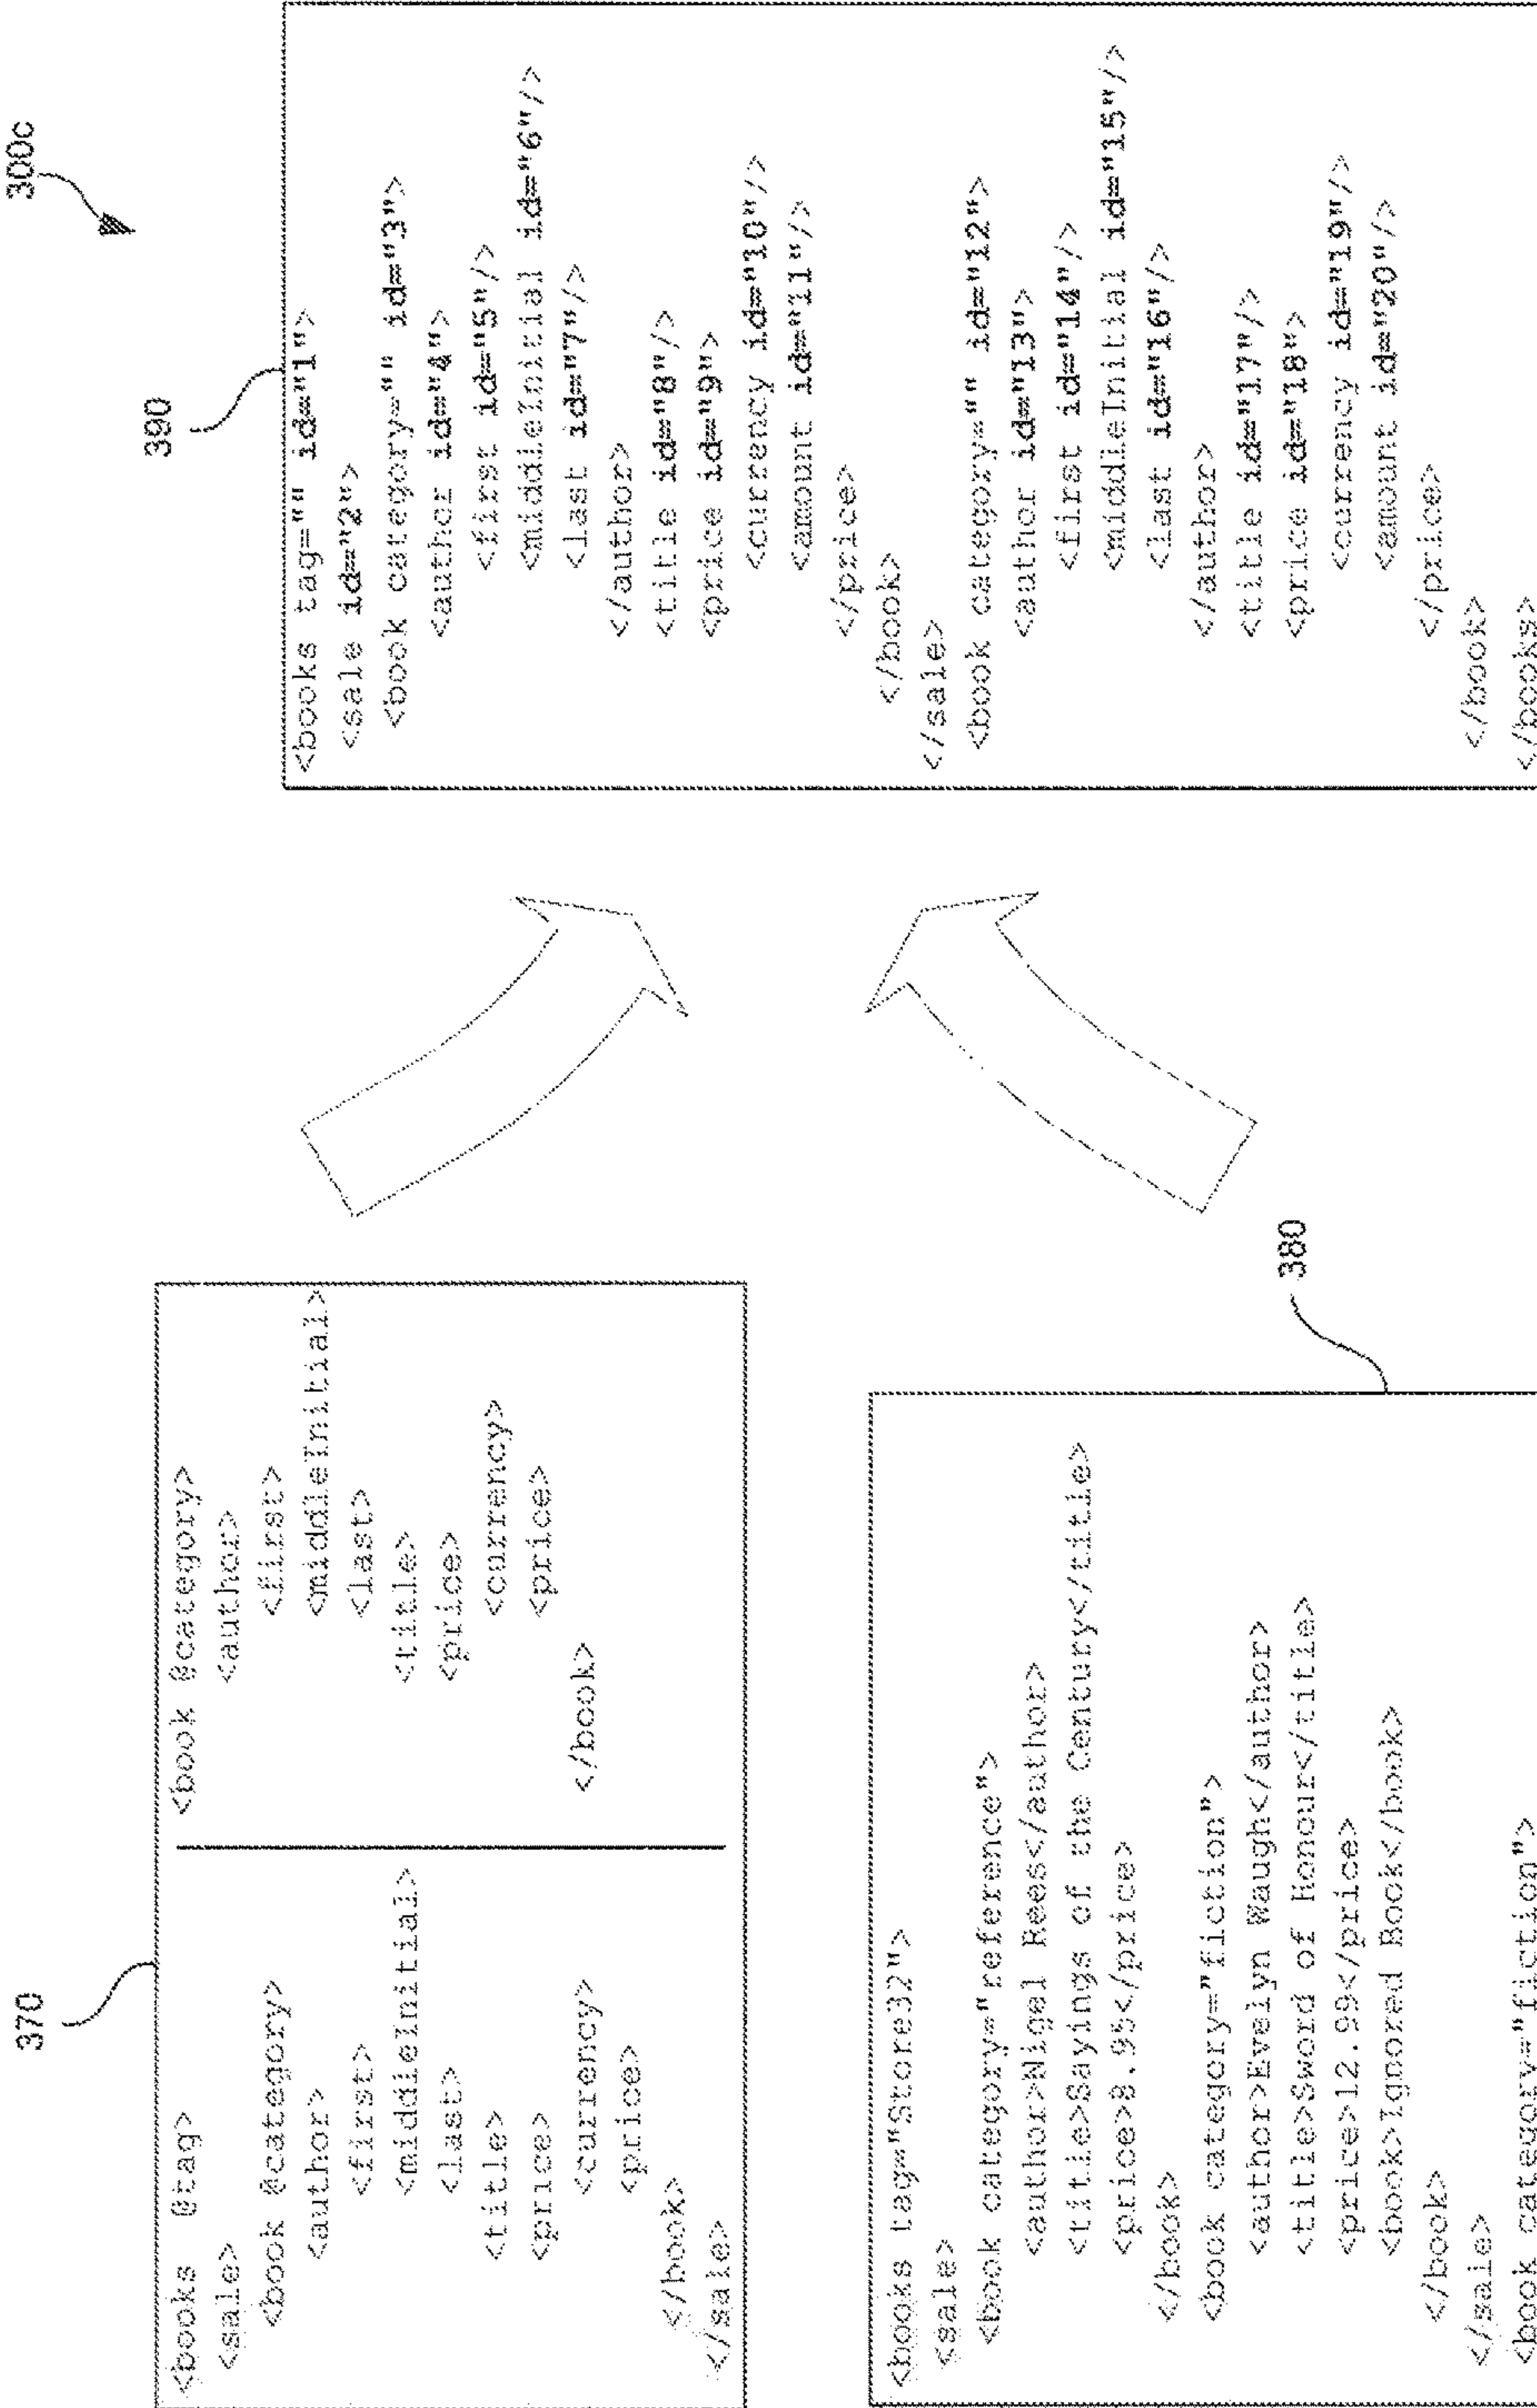 300c
370
<books @tag>
<sale>
<book @category>
<author>
<first>
<middleInitial>
<last>
<title>
<price>
<currency>
<price>
</book>
</sale>
<book @category>
<author>
<first>
<middleInitial>
<last>
<title>
<price>
<currency>
<price>
</book>
380
<books tag="Store32">
<sale>
<book category="reference">
<author>Nigel Rees</author>
<title>Sayings of the Century</title>
<price>8.95</price>
</book>
<book category="fiction">
<author>Evelyn Waugh</author>
<title>Sword of Honour</title>
<price>12.99</price>
<book>Ignored Book</book>
</book>
</sale>
<book category="fiction">
390
<books tag="" id="1">
<sale id="2">
<book category="" id="3">
<author id="4">
<first id="5"/>
<middleInitial id="6"/>
<last id="7"/>
</author>
<title id="8"/>
<price id="9">
<currency id="10"/>
<amount id="11"/>
</price>
</book>
</sale>
<book category="" id="12">
<author id="13">
<first id="14"/>
<middleInitial id="15"/>
<last id="16"/>
</author>
<title id="17"/>
<price id="18">
<currency id="19"/>
<amount id="20"/>
</price>
</book>
</books>